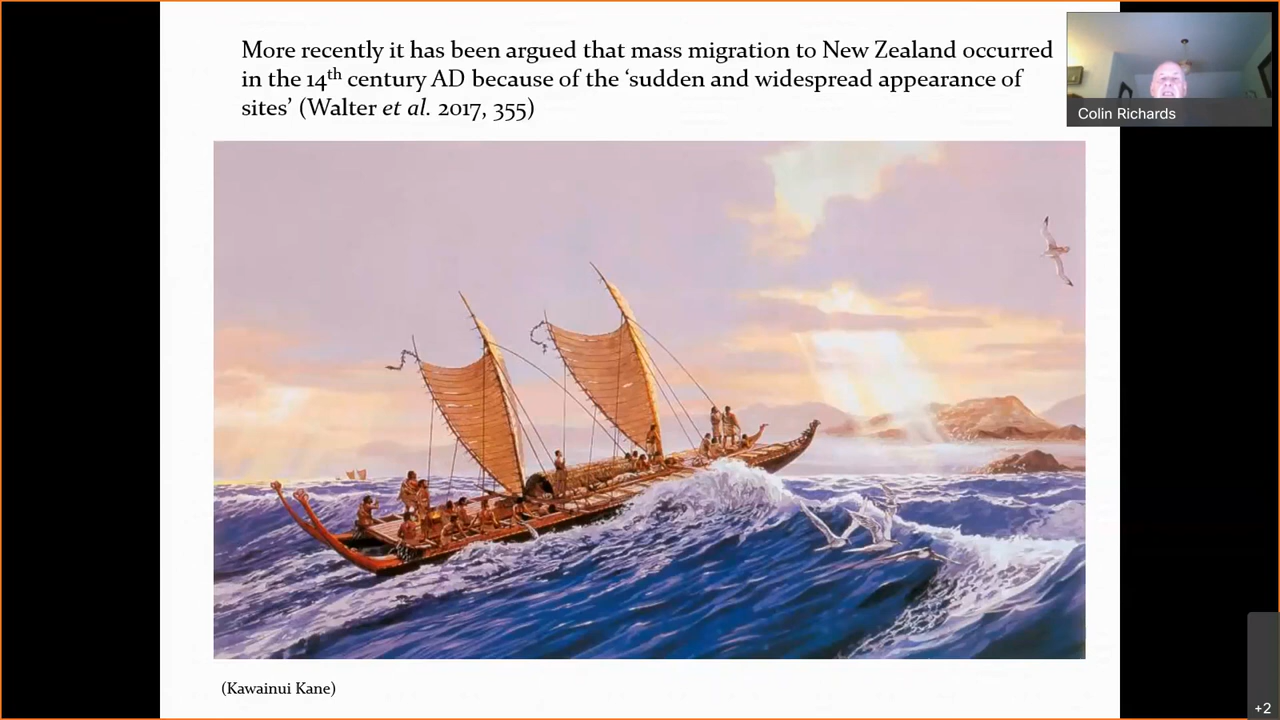 More recently it has been argued that mass migration to New Zealand occurred
in the 14th century AD because of the ‘sudden and widespread appearance of
sites’ (Walter et al. 2017, 355)
Colin Richards
(Kawainui Kane)
+2